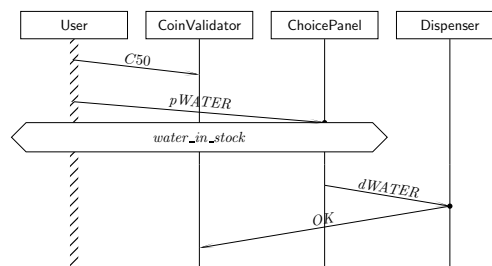 User CoinValidator ChoicePanel Dispenser
C50
pWATER
water_in_stock
dWATER
OK